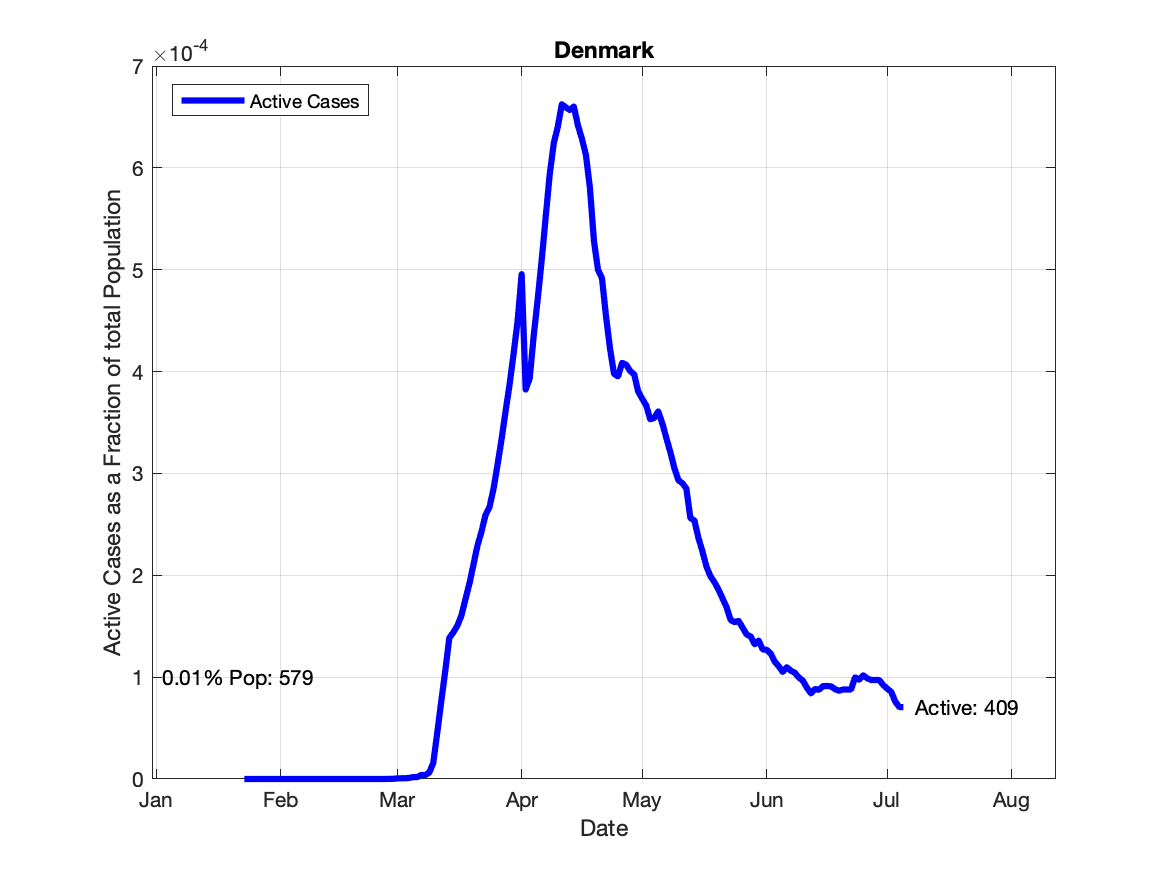 Denmark
×10-4
Active Cases
7
6
5
4
3
2
1
0
Active Cases as a Fraction of total Population
0.01% Pop: 579
Active: 409
Jan Feb Mar Apr May Jun Jul Aug
Date